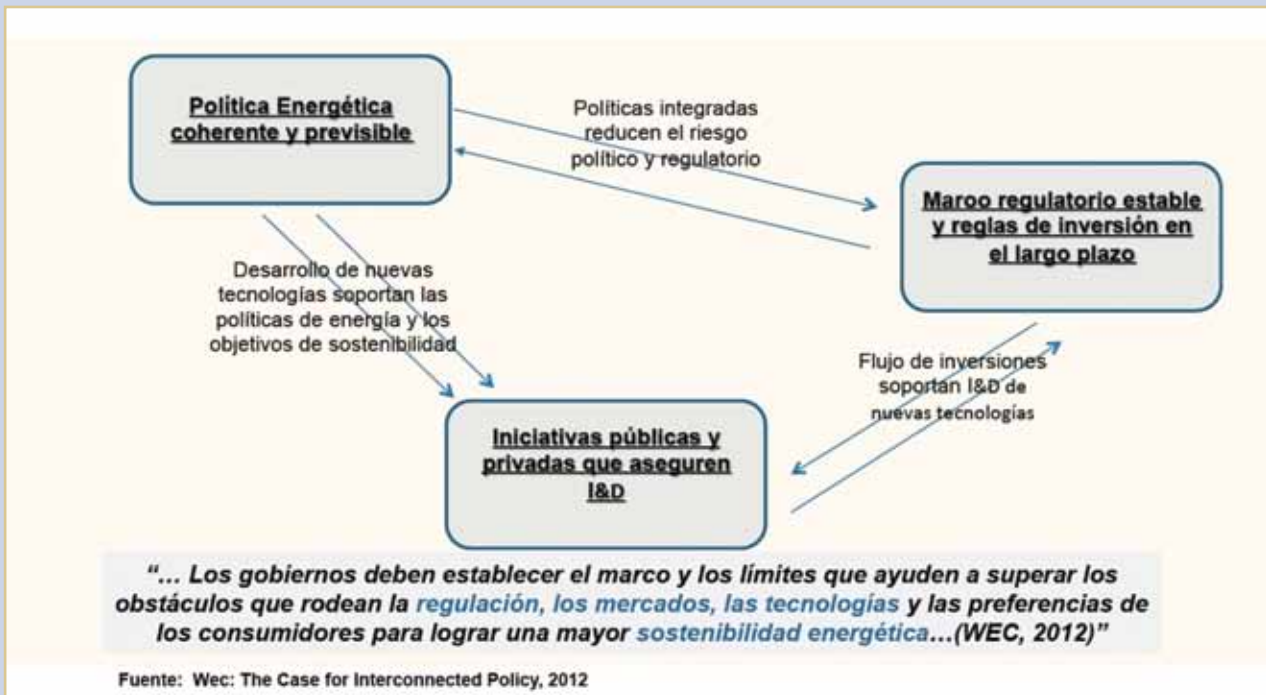 Política Energética
coherente y previsible
Políticas integradas
reducen el riesgo
político y regulatorio
Maroo regulatorio estable
y reglas de inversión en
el largo plazo
Desarrollo de nuevas
tecnologías soportan las
políticas de energía y los
objetivos de sostenibilidad
Flujo de inversiones
soportan I&D de
nuevas tecnologías
Iniciativas públicas y
privadas que aseguren
I&D
“... Los gobiernos deben establecer el marco y los límites que ayuden a superar los
obstáculos que rodean la regulación, los mercados, las tecnologías y las preferencias de
los consumidores para lograr una mayor sostenibilidad energética...(WEC, 2012)”
Fuente: Wec: The Case for Interconnected Policy, 2012